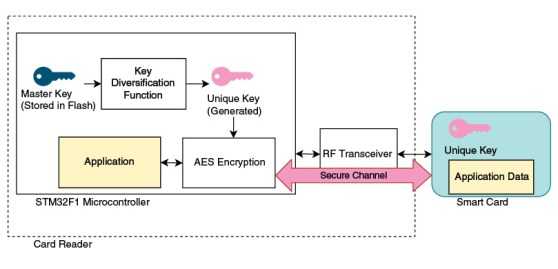 Master Key
(Stored in Flash)
Key
Diversification
Function
Unique Key
(Generated)
Application
AES Encryption
RF Transceiver
Secure Channel
Unique Key
Application Data
Smart Card
STM32F1 Microcontroller
Card Reader